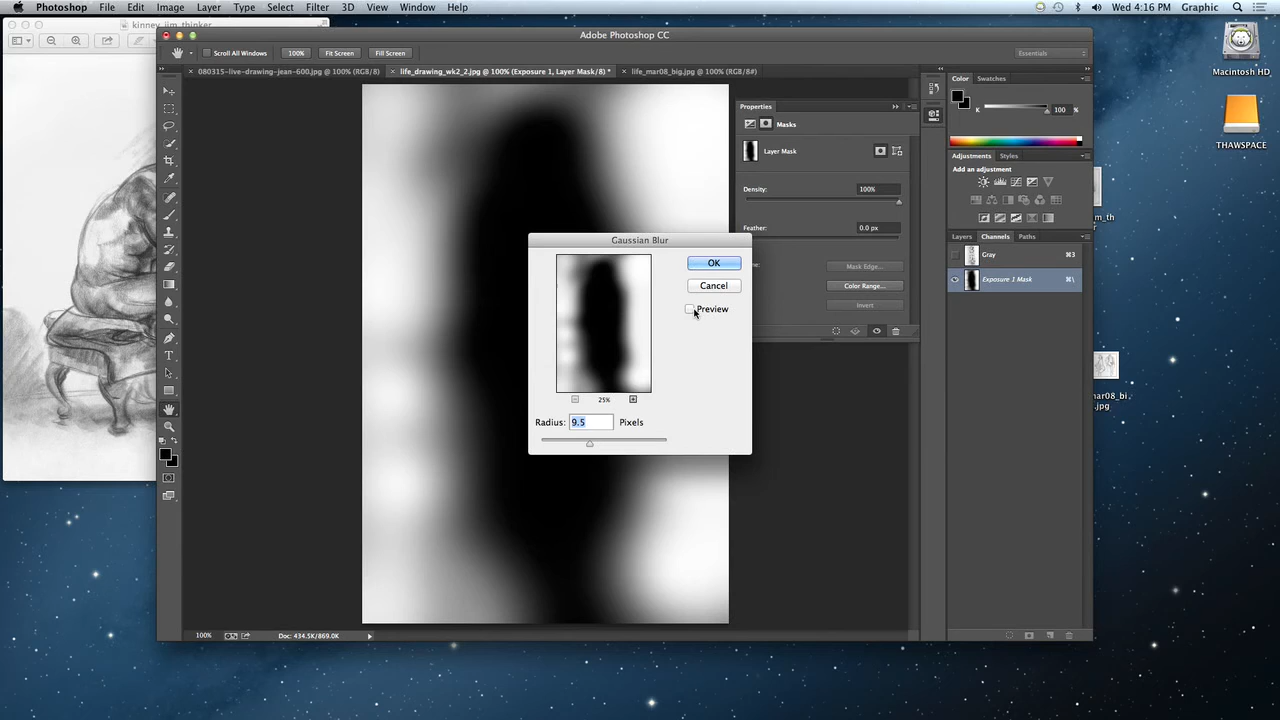 Photoshop File Edit Image Layer Type Select Filter 3D View Window Help Wed 4:16 PM Graphic
kinney_jim_thinker
Adobe Photoshop CC
Scroll All Windows 100% Fit Screen Fill Screen Essentials
080315-live-drawing-jean-600.jpg @ 100% (RGB/8) life_drawing_wk2_2.jpg @ 100% (Exposure 1, Layer Mask/8) * life_mar08_big.jpg @ 100% (RGB/8#)
Macintosh HD
Color Swatches
K 100 %
Properties
Masks
Layer Mask
Density: 100%
Feather: 0.0 px
THAWSPACE
Adjustments Styles
Add an adjustment
Layers Channels Paths
Gray ⌘3
Exposure 1 Mask ⌘\
Mask Edge...
Color Range...
Invert
Gaussian Blur
OK
Cancel
Preview
25%
Radius: 9.5 Pixels
100% Doc: 434.5K/869.0K